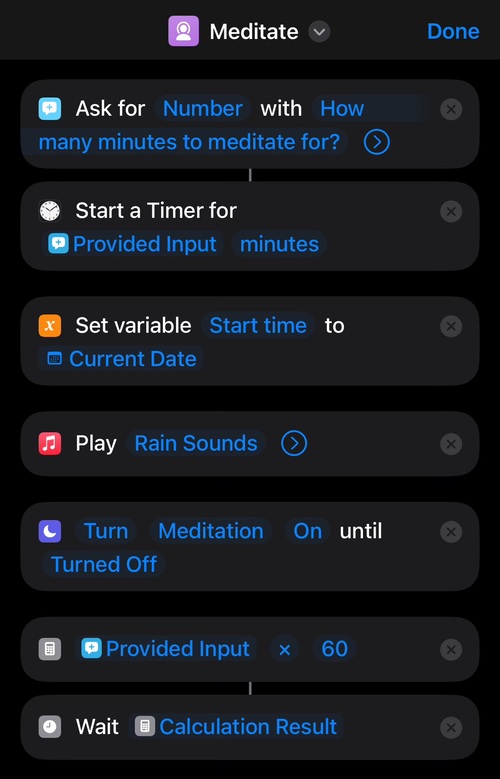 Meditate
Done
Ask for Number with How
many minutes to meditate for?
Start a Timer for
Provided Input minutes
Set variable Start time to
Current Date
Play Rain Sounds
Turn Meditation On until
Turned Off
Provided Input × 60
Wait Calculation Result